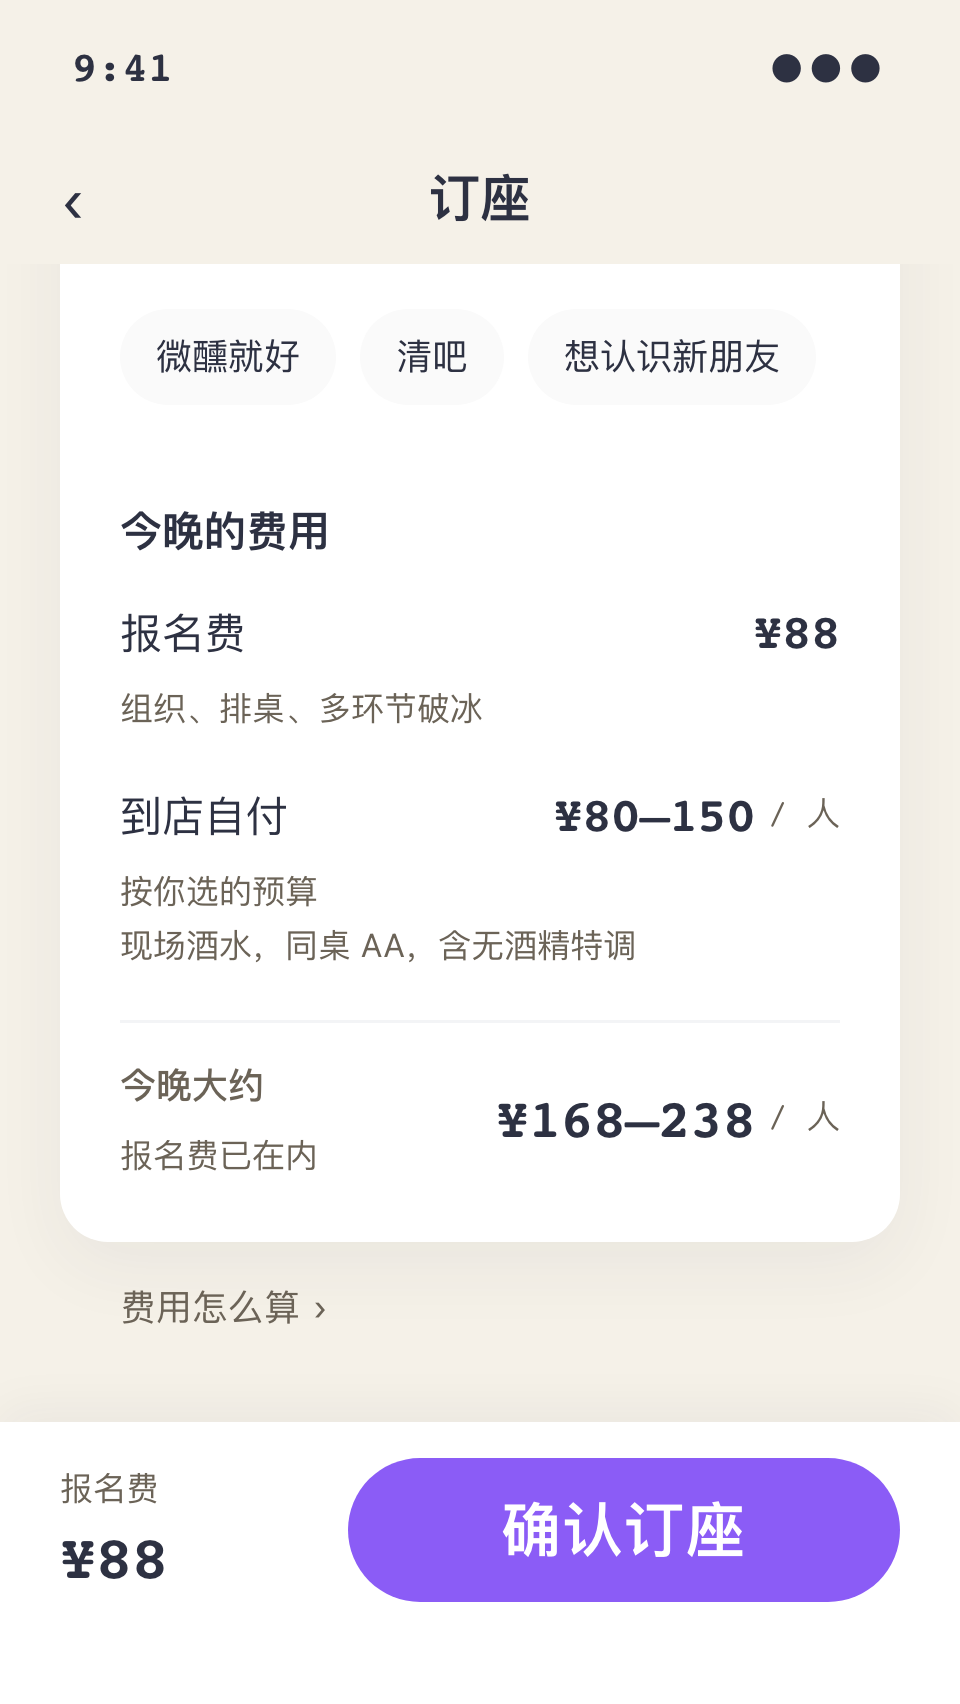 9:41
‹
订座
微醺就好
清吧
想认识新朋友
今晚的费用
报名费 ¥88
组织、排桌、多环节破冰
到店自付 ¥80—150 / 人
按你选的预算
现场酒水，同桌 AA，含无酒精特调
今晚大约
¥168—238 / 人
报名费已在内
费用怎么算 ›
报名费
¥88
确认订座